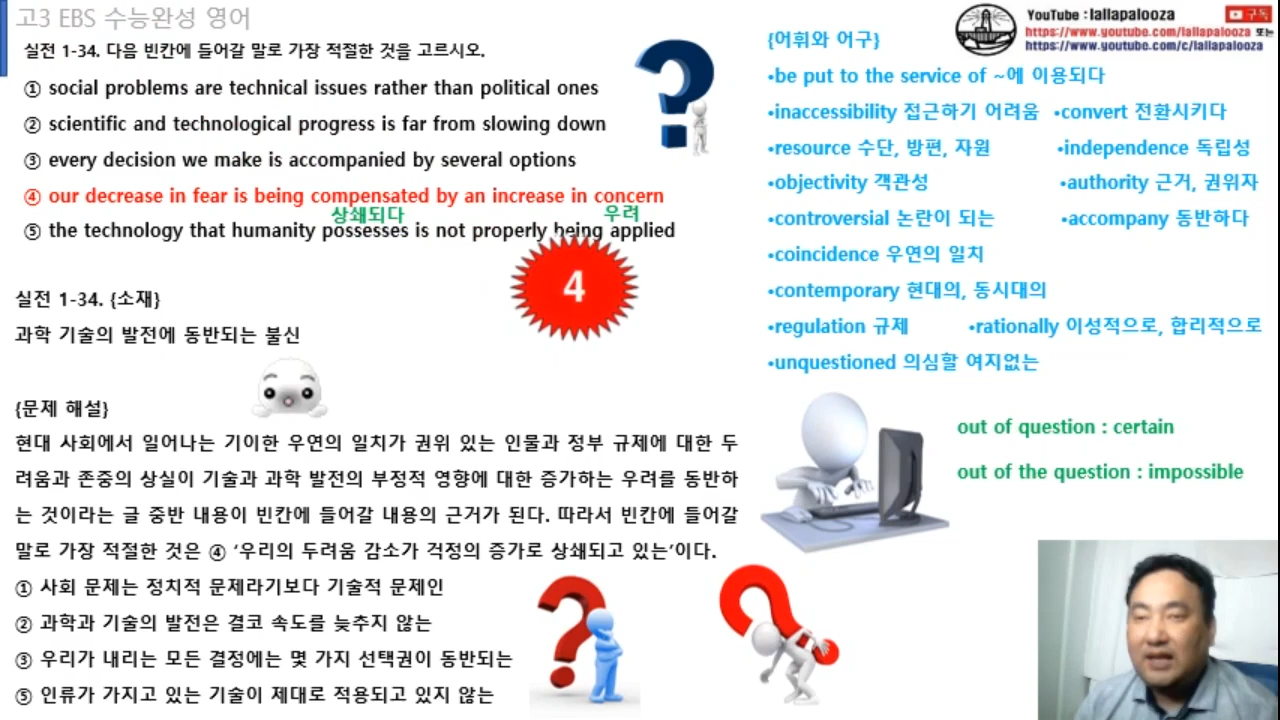 고3 EBS 수능완성 영어
실전 1-34. 다음 빈칸에 들어갈 말로 가장 적절한 것을 고르시오.
① social problems are technical issues rather than political ones
② scientific and technological progress is far from slowing down
③ every decision we make is accompanied by several options
④ our decrease in fear is being compensated by an increase in concern
상쇄되다 우려
⑤ the technology that humanity possesses is not properly being applied
4
실전 1-34. {소재}
과학 기술의 발전에 동반되는 불신
{문제 해설}
현대 사회에서 일어나는 기이한 우연의 일치가 권위 있는 인물과 정부 규제에 대한 두
려움과 존중의 상실이 기술과 과학 발전의 부정적 영향에 대한 증가하는 우려를 동반하
는 것이라는 글 중반 내용이 빈칸에 들어갈 내용의 근거가 된다. 따라서 빈칸에 들어갈
말로 가장 적절한 것은 ④ ‘우리의 두려움 감소가 걱정의 증가로 상쇄되고 있는’이다.
① 사회 문제는 정치적 문제라기보다 기술적 문제인
② 과학과 기술의 발전은 결코 속도를 늦추지 않는
③ 우리가 내리는 모든 결정에는 몇 가지 선택권이 동반되는
⑤ 인류가 가지고 있는 기술이 제대로 적용되고 있지 않는
YouTube : lallapalooza 구독
https://www.youtube.com/lallapalooza 또는
https://www.youtube.com/c/lallapalooza
{어휘와 어구}
•be put to the service of ~에 이용되다
•inaccessibility 접근하기 어려움 •convert 전환시키다
•resource 수단, 방편, 자원 •independence 독립성
•objectivity 객관성 •authority 근거, 권위자
•controversial 논란이 되는 •accompany 동반하다
•coincidence 우연의 일치
•contemporary 현대의, 동시대의
•regulation 규제 •rationally 이성적으로, 합리적으로
•unquestioned 의심할 여지없는
out of question : certain
out of the question : impossible